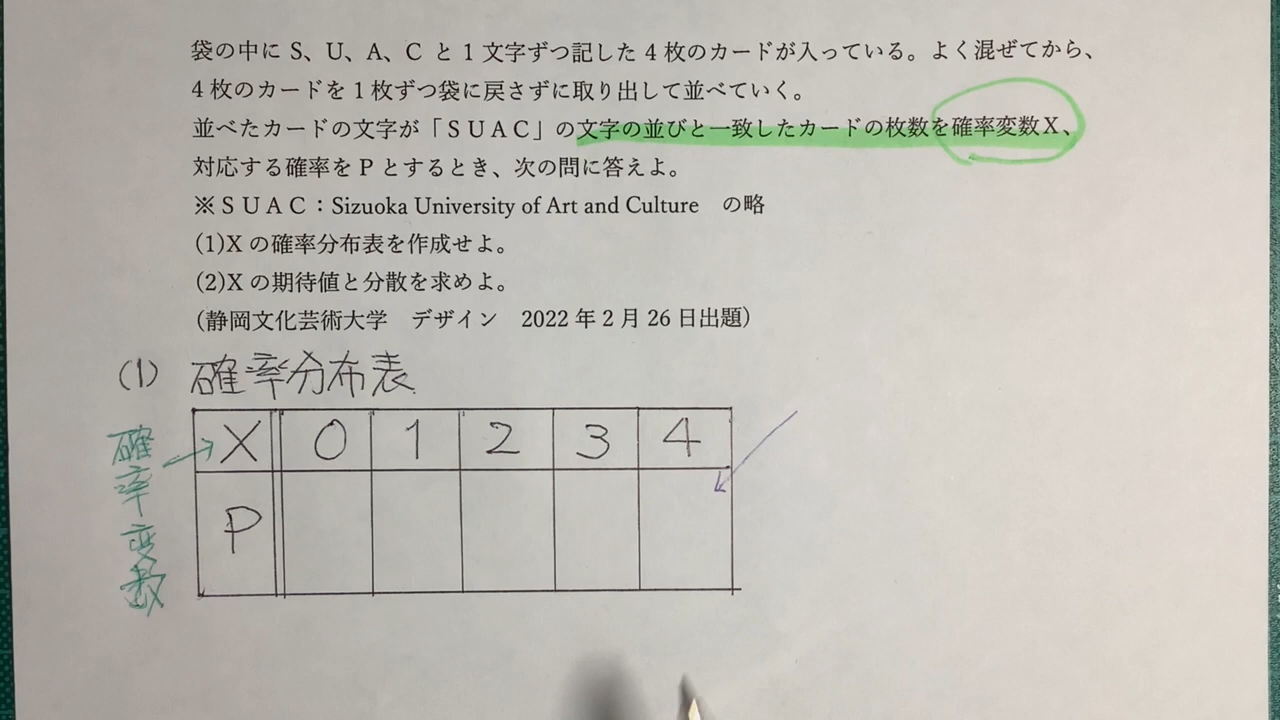 袋の中に S、U、A、C と 1 文字ずつ記した 4 枚のカードが入っている。よく混ぜてから、
4 枚のカードを 1 枚ずつ袋に戻さずに取り出して並べていく。
並べたカードの文字が「ＳＵＡＣ」の文字の並びと一致したカードの枚数を確率変数Ｘ、
対応する確率を P とするとき、次の問に答えよ。
※ＳＵＡＣ：Sizuoka University of Art and Culture　の略
(1)X の確率分布表を作成せよ。
(2)X の期待値と分散を求めよ。
(静岡文化芸術大学　デザイン　2022 年 2 月 26 日出題)
(1) 確率分布表
確率変数
X 0 1 2 3 4
P